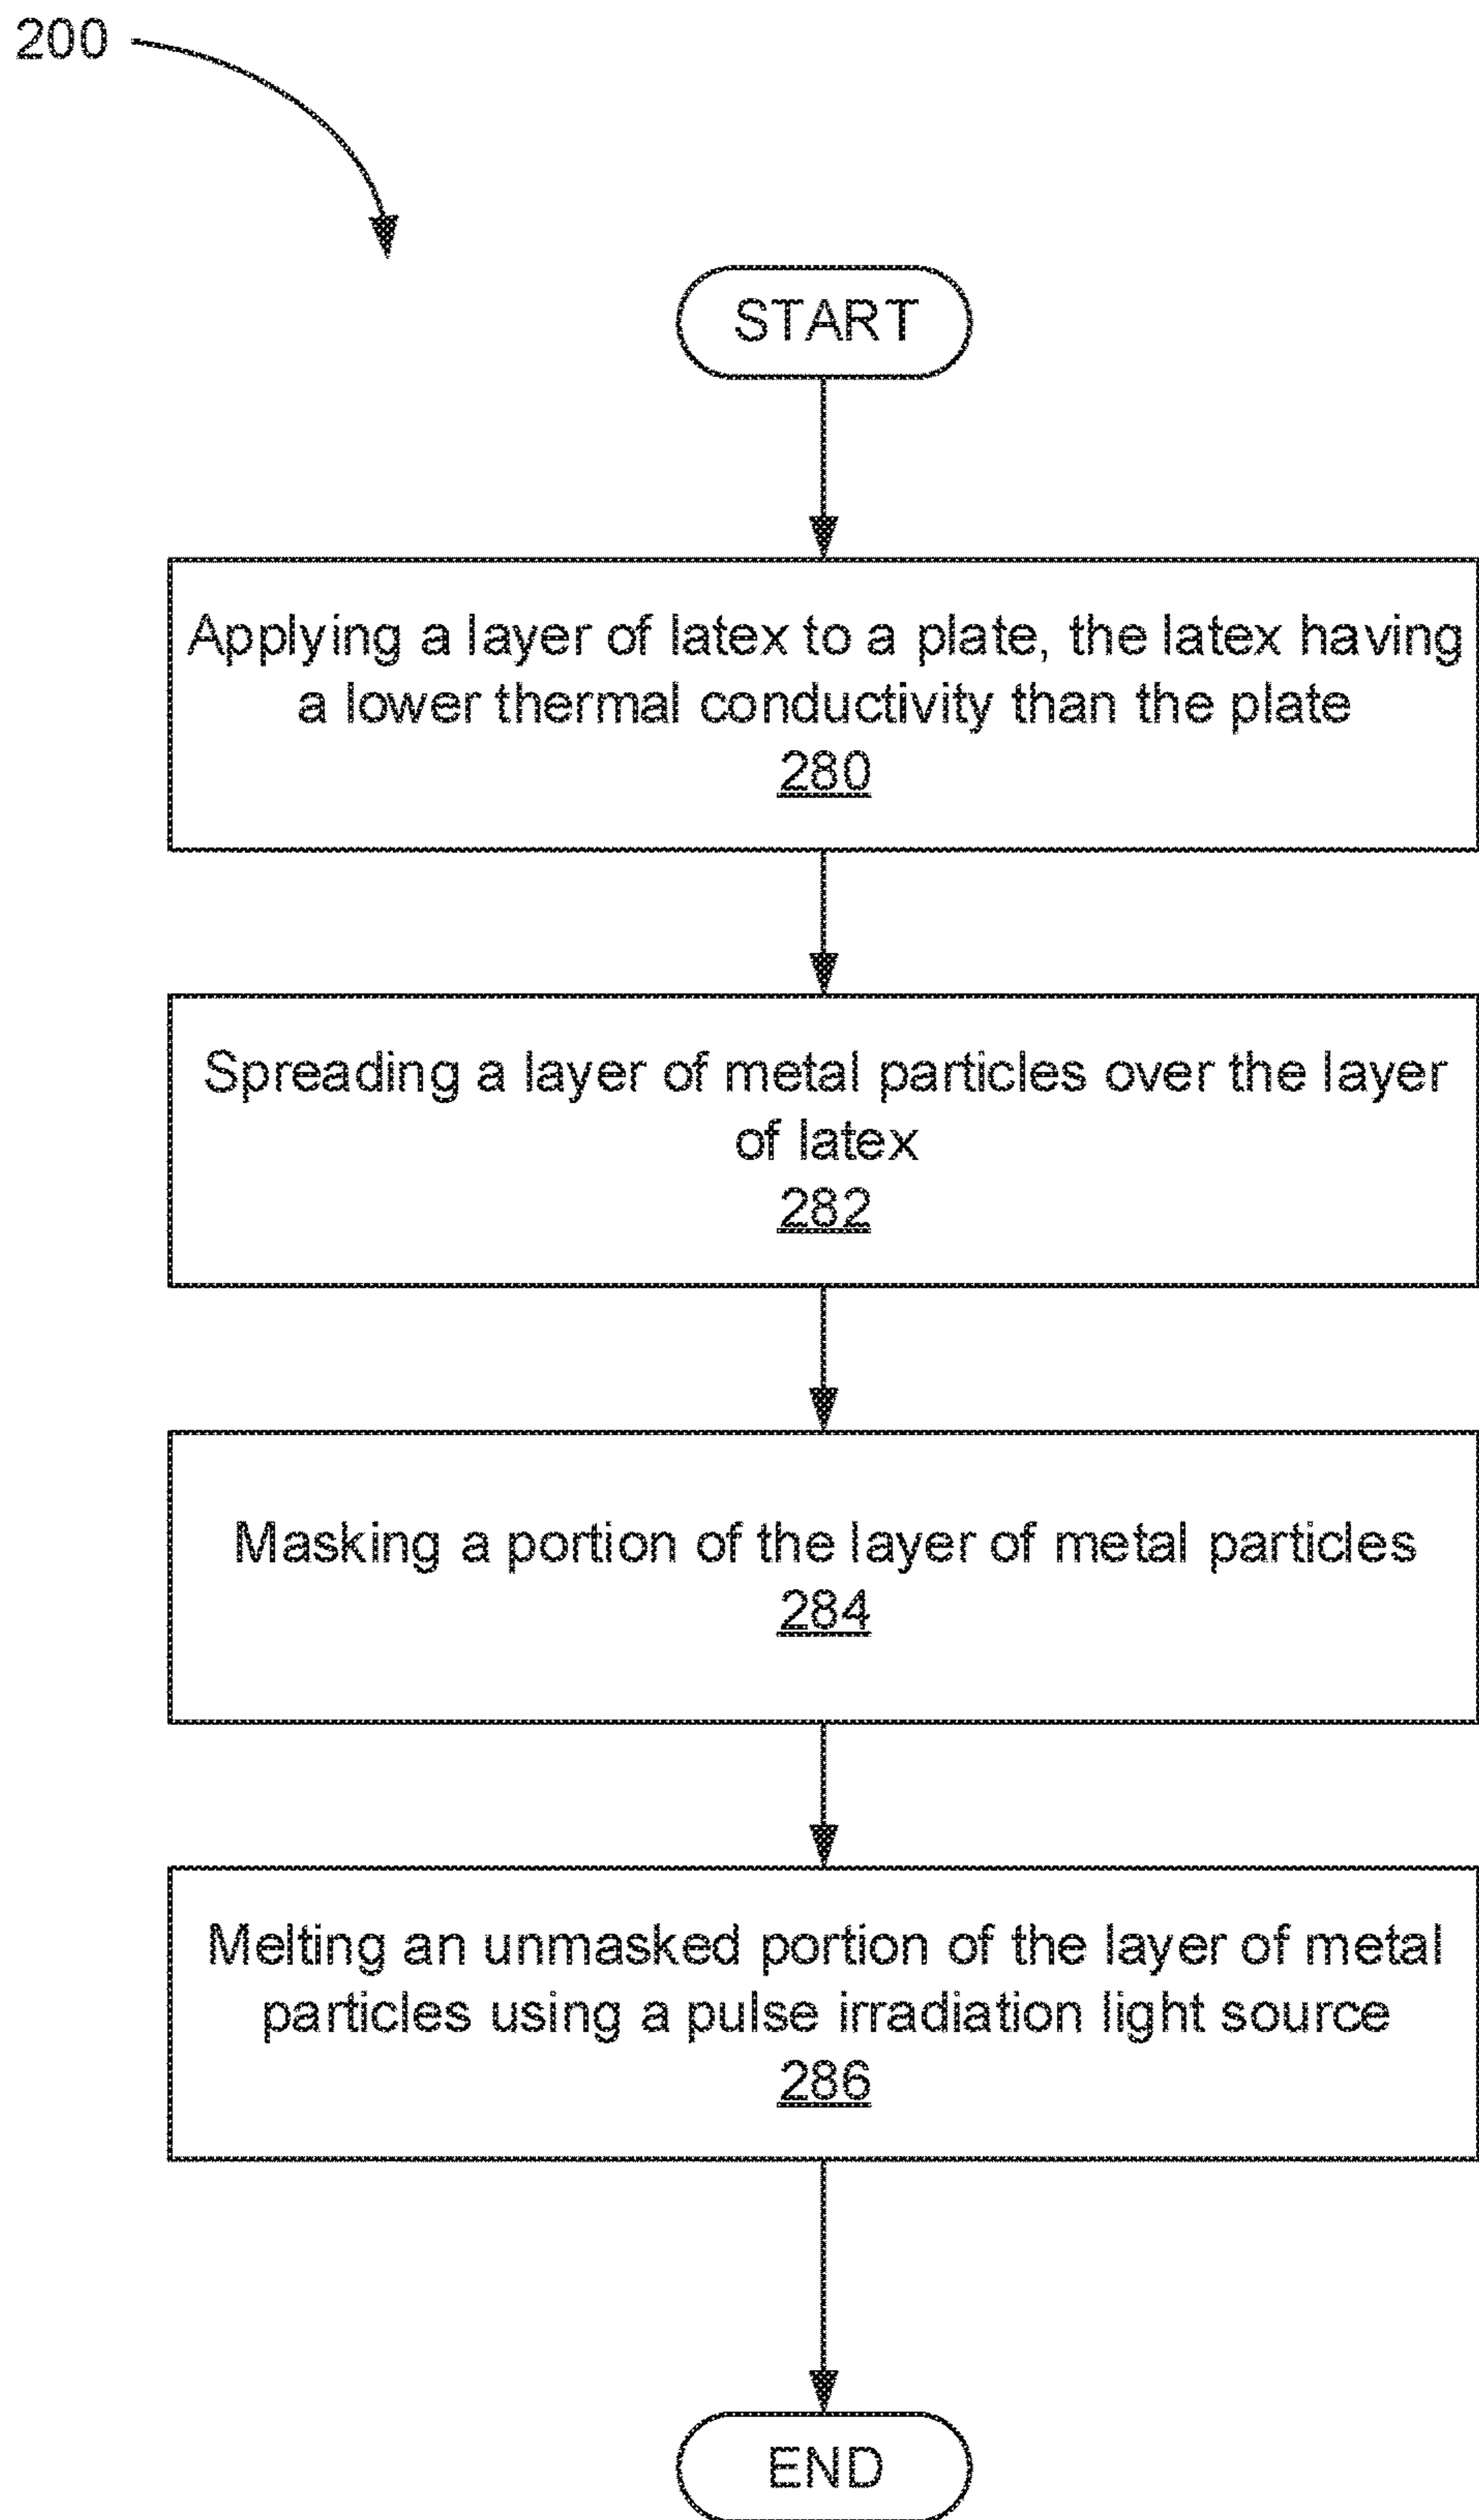 200
START
Applying a layer of latex to a plate, the latex having
a lower thermal conductivity than the plate
280
Spreading a layer of metal particles over the layer
of latex
282
Masking a portion of the layer of metal particles
284
Melting an unmasked portion of the layer of metal
particles using a pulse irradiation light source
286
END